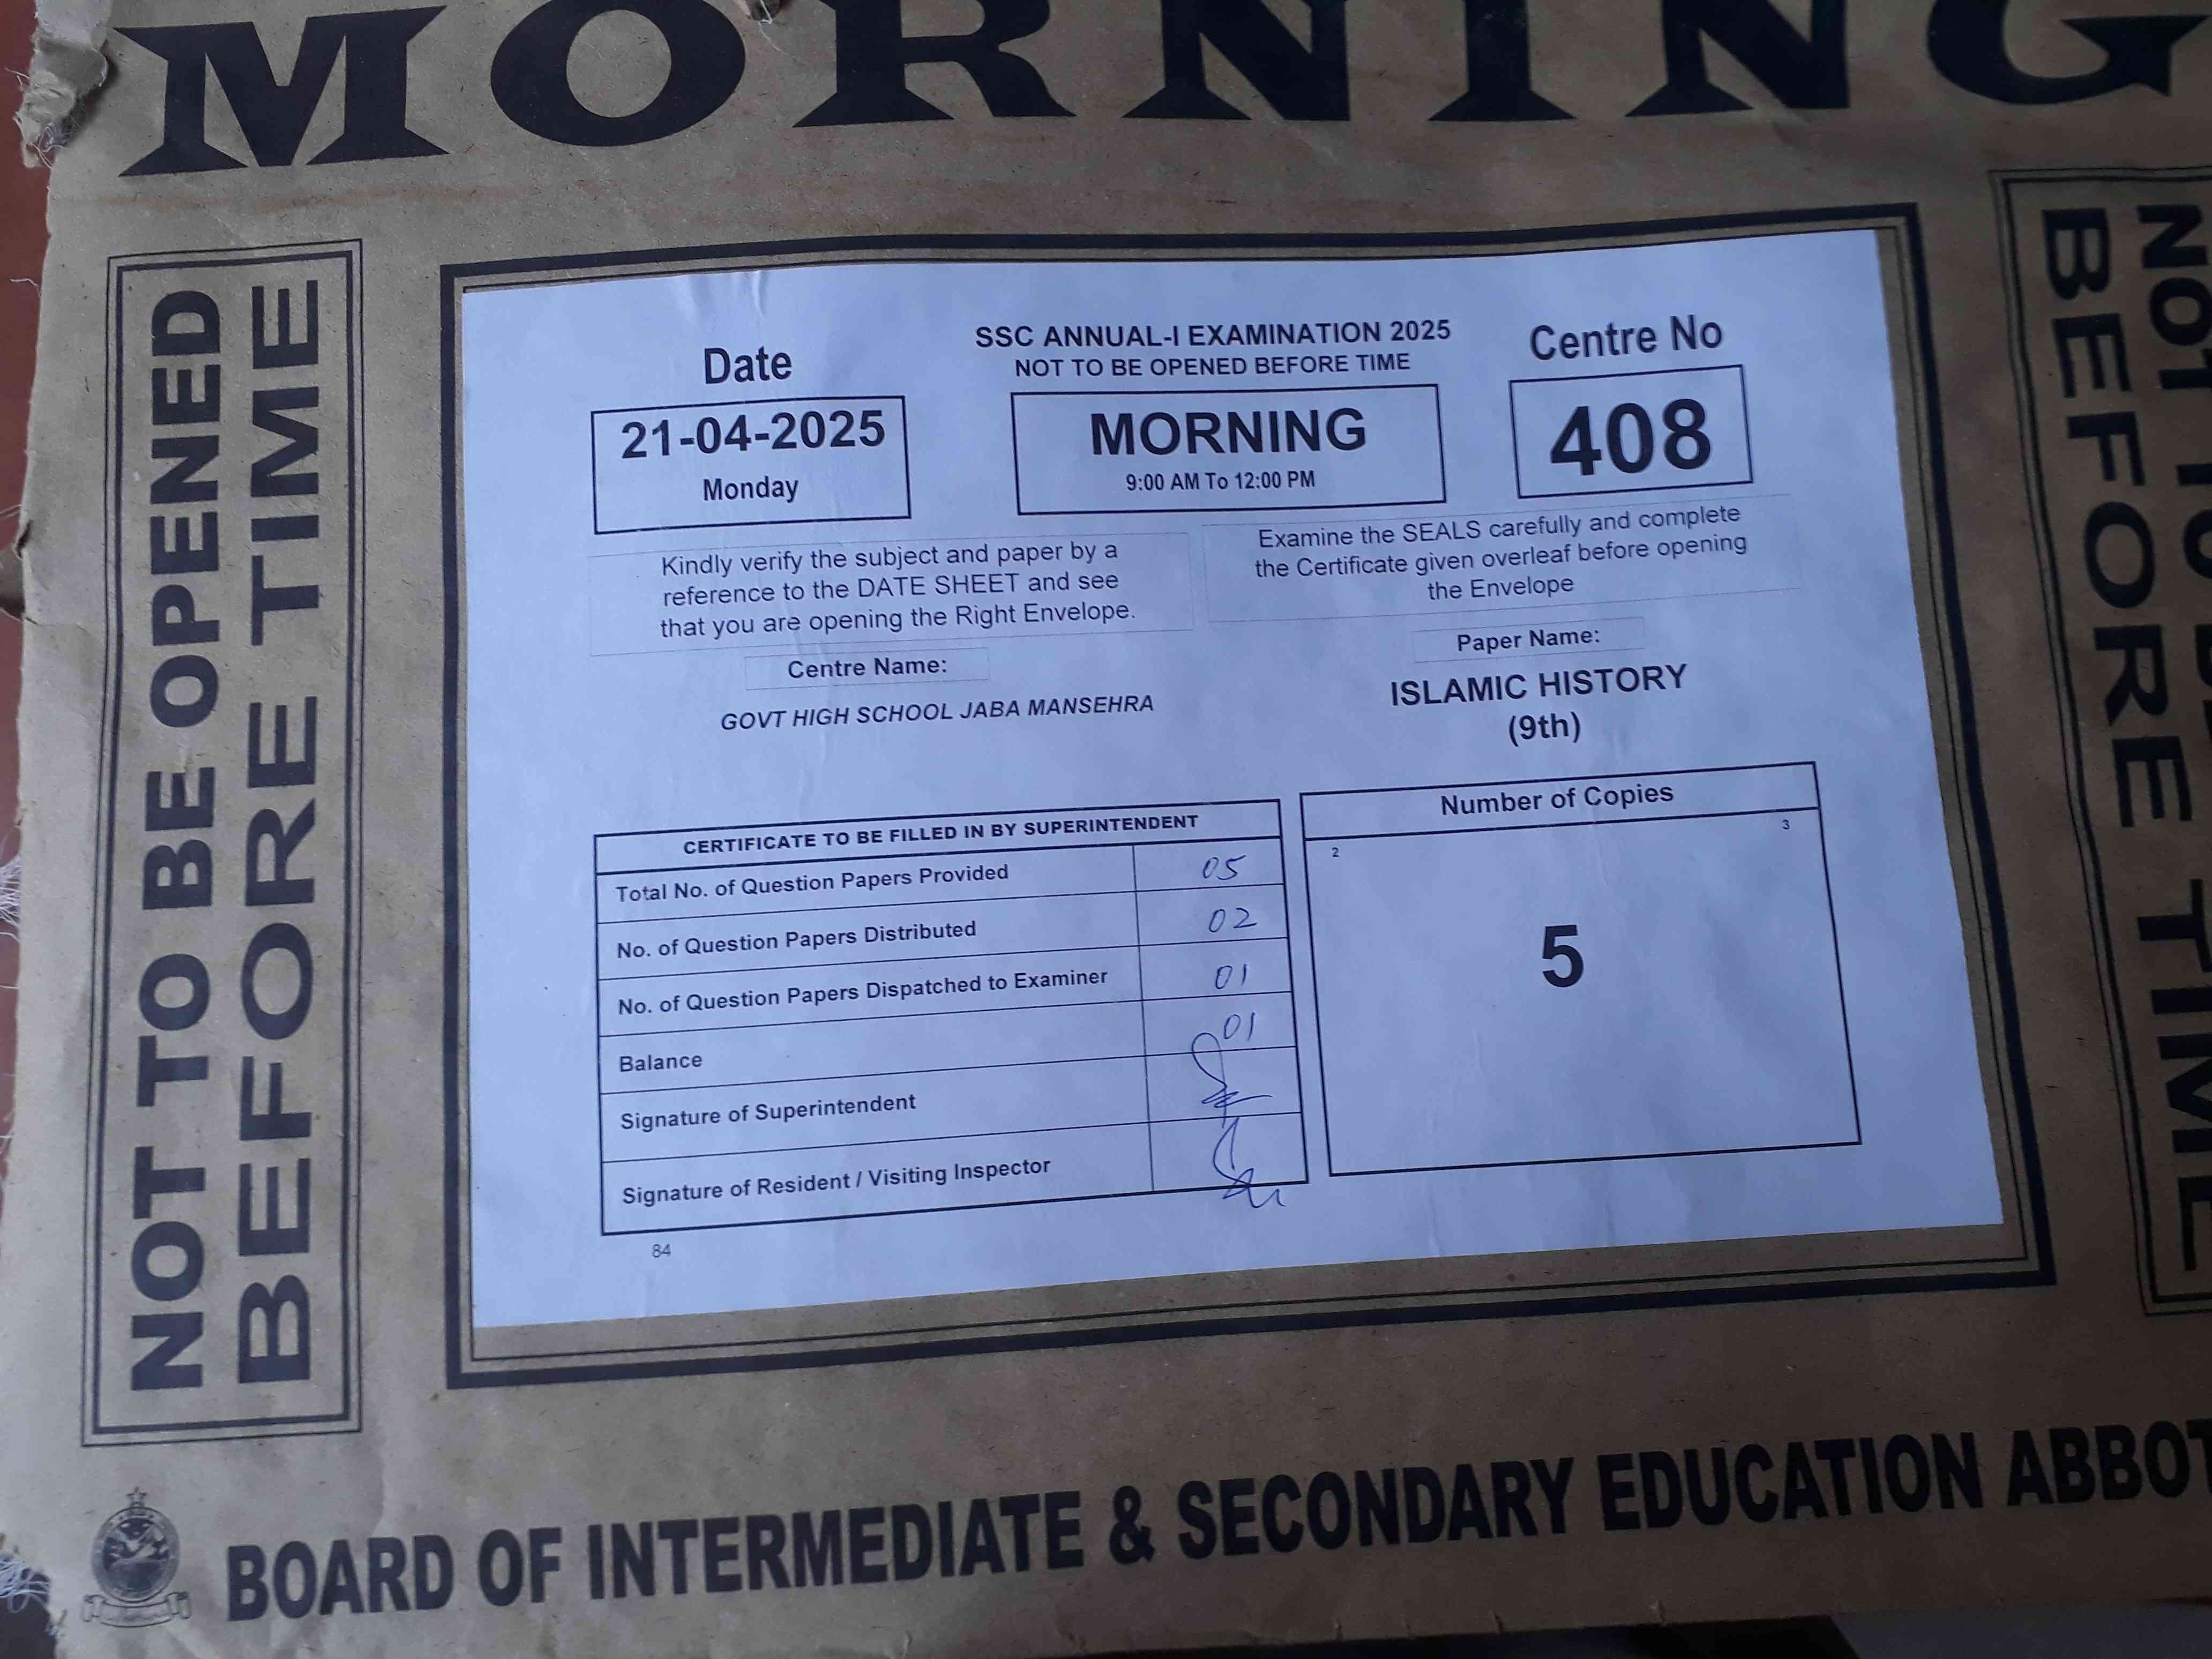 MORNING
NOT TO BE OPENED
BEFORE TIME
Date
21-04-2025
Monday
SSC ANNUAL-I EXAMINATION 2025
NOT TO BE OPENED BEFORE TIME
MORNING
9:00 AM To 12:00 PM
Centre No
408
Kindly verify the subject and paper by a
reference to the DATE SHEET and see
that you are opening the Right Envelope.
Examine the SEALS carefully and complete
the Certificate given overleaf before opening
the Envelope
Centre Name:
GOVT HIGH SCHOOL JABA MANSEHRA
Paper Name:
ISLAMIC HISTORY
(9th)
CERTIFICATE TO BE FILLED IN BY SUPERINTENDENT
Total No. of Question Papers Provided 05
No. of Question Papers Distributed 02
No. of Question Papers Dispatched to Examiner 01
Balance 01
Signature of Superintendent
Signature of Resident / Visiting Inspector
84
Number of Copies
2 3
5
NOT TO BE
BEFORE TIME
BOARD OF INTERMEDIATE & SECONDARY EDUCATION ABBOT